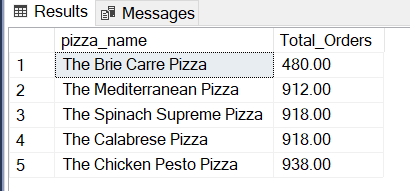 Results Messages
pizza_name Total_Orders
1 The Brie Carre Pizza 480.00
2 The Mediterranean Pizza 912.00
3 The Spinach Supreme Pizza 918.00
4 The Calabrese Pizza 918.00
5 The Chicken Pesto Pizza 938.00